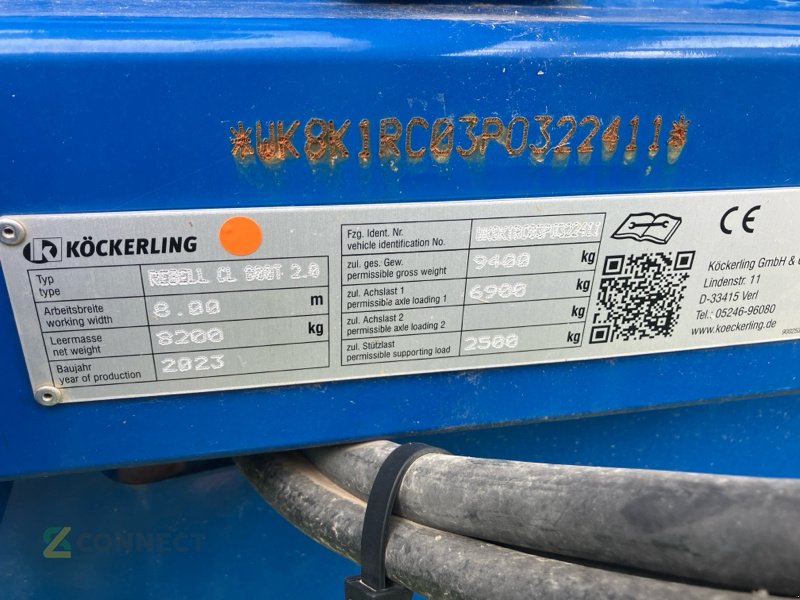 *WK8K1RC03P0322411*
KÖCKERLING
Typ
type
REBELL CL 800T 2.0
Arbeitsbreite
working width
8.00 m
Leermasse
net weight
8200 kg
Baujahr
year of production
2023
Fzg. Ident. Nr.
vehicle identification No.
WK8K1RC03P0322411
zul. ges. Gew.
permissible gross weight
9400 kg
zul. Achslast 1
permissible axle loading 1
6900 kg
zul. Achslast 2
permissible axle loading 2
kg
zul. Stützlast
permissible supporting load
2500 kg
CE
Köckerling GmbH &
Lindenstr. 11
D-33415 Verl
Tel.: 05246-96080
www.koeckerling.de
CONNECT